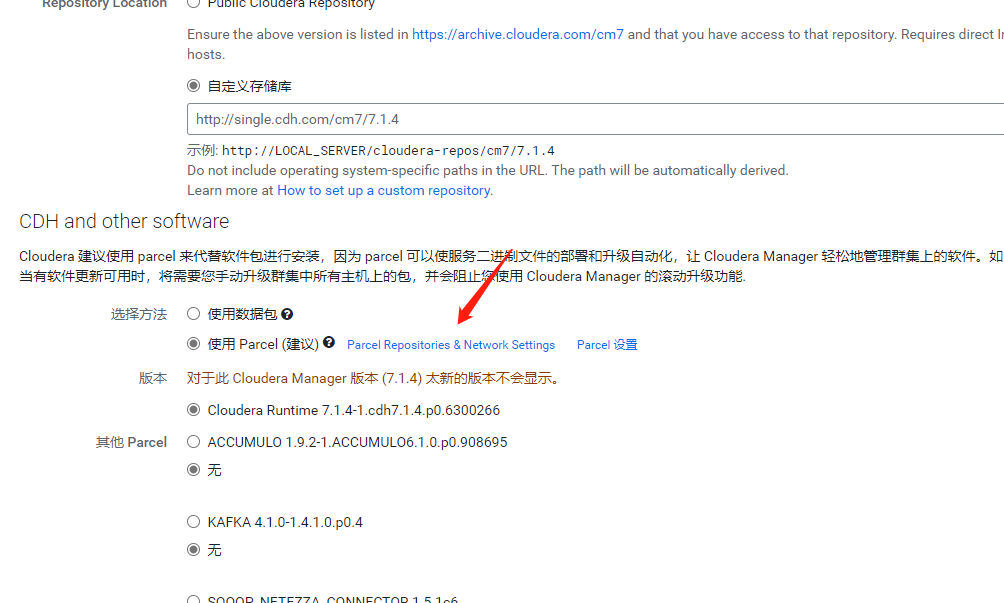 Repository Location
Public Cloudera Repository
Ensure the above version is listed in https://archive.cloudera.com/cm7 and that you have access to that repository. Requires direct
hosts.
自定义存储库
http://single.cdh.com/cm7/7.1.4
示例: http://LOCAL_SERVER/cloudera-repos/cm7/7.1.4
Do not include operating system-specific paths in the URL. The path will be automatically derived.
Learn more at How to set up a custom repository.
CDH and other software
Cloudera 建议使用 parcel 来代替软件包进行安装，因为 parcel 可以使服务二进制文件的部署和升级自动化，让 Cloudera Manager 轻松地管理群集上的软件。如
当有软件更新可用时，将需要您手动升级群集中所有主机上的包，并会阻止您使用 Cloudera Manager 的滚动升级功能.
选择方法 使用数据包 ?
使用 Parcel (建议) ? Parcel Repositories & Network Settings Parcel 设置
版本 对于此 Cloudera Manager 版本 (7.1.4) 太新的版本不会显示。
Cloudera Runtime 7.1.4-1.cdh7.1.4.p0.6300266
其他 Parcel ACCUMULO 1.9.2-1.ACCUMULO6.1.0.p0.908695
无
KAFKA 4.1.0-1.4.1.0.p0.4
无
SQOOP_NETEZZA_CONNECTOR 1.5.1c6